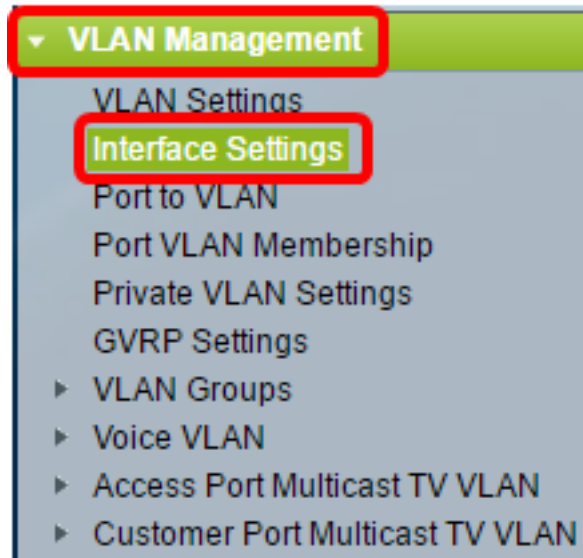 VLAN Management
VLAN Settings
Interface Settings
Port to VLAN
Port VLAN Membership
Private VLAN Settings
GVRP Settings
VLAN Groups
Voice VLAN
Access Port Multicast TV VLAN
Customer Port Multicast TV VLAN